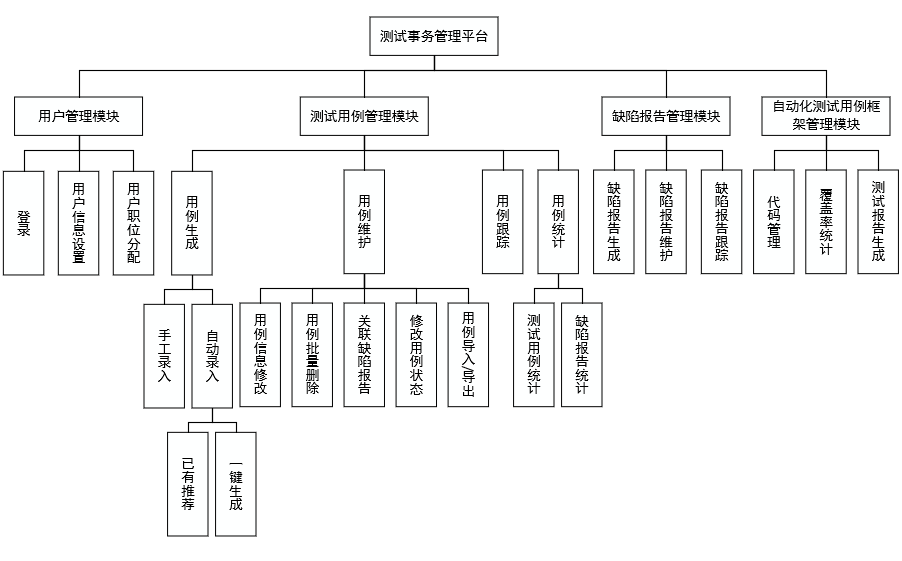 测试事务管理平台
用户管理模块
测试用例管理模块
缺陷报告管理模块
自动化测试用例框
架管理模块
登录
用户信息设置
用户职位分配
用例生成
用例维护
用例跟踪
用例统计
缺陷报告生成
缺陷报告维护
缺陷报告跟踪
代码管理
覆盖率统计
测试报告生成
手工录入
自动录入
用例信息修改
用例批量删除
关联缺陷报告
修改用例状态
用例导入/导出
测试用例统计
缺陷报告统计
已有推荐
一键生成